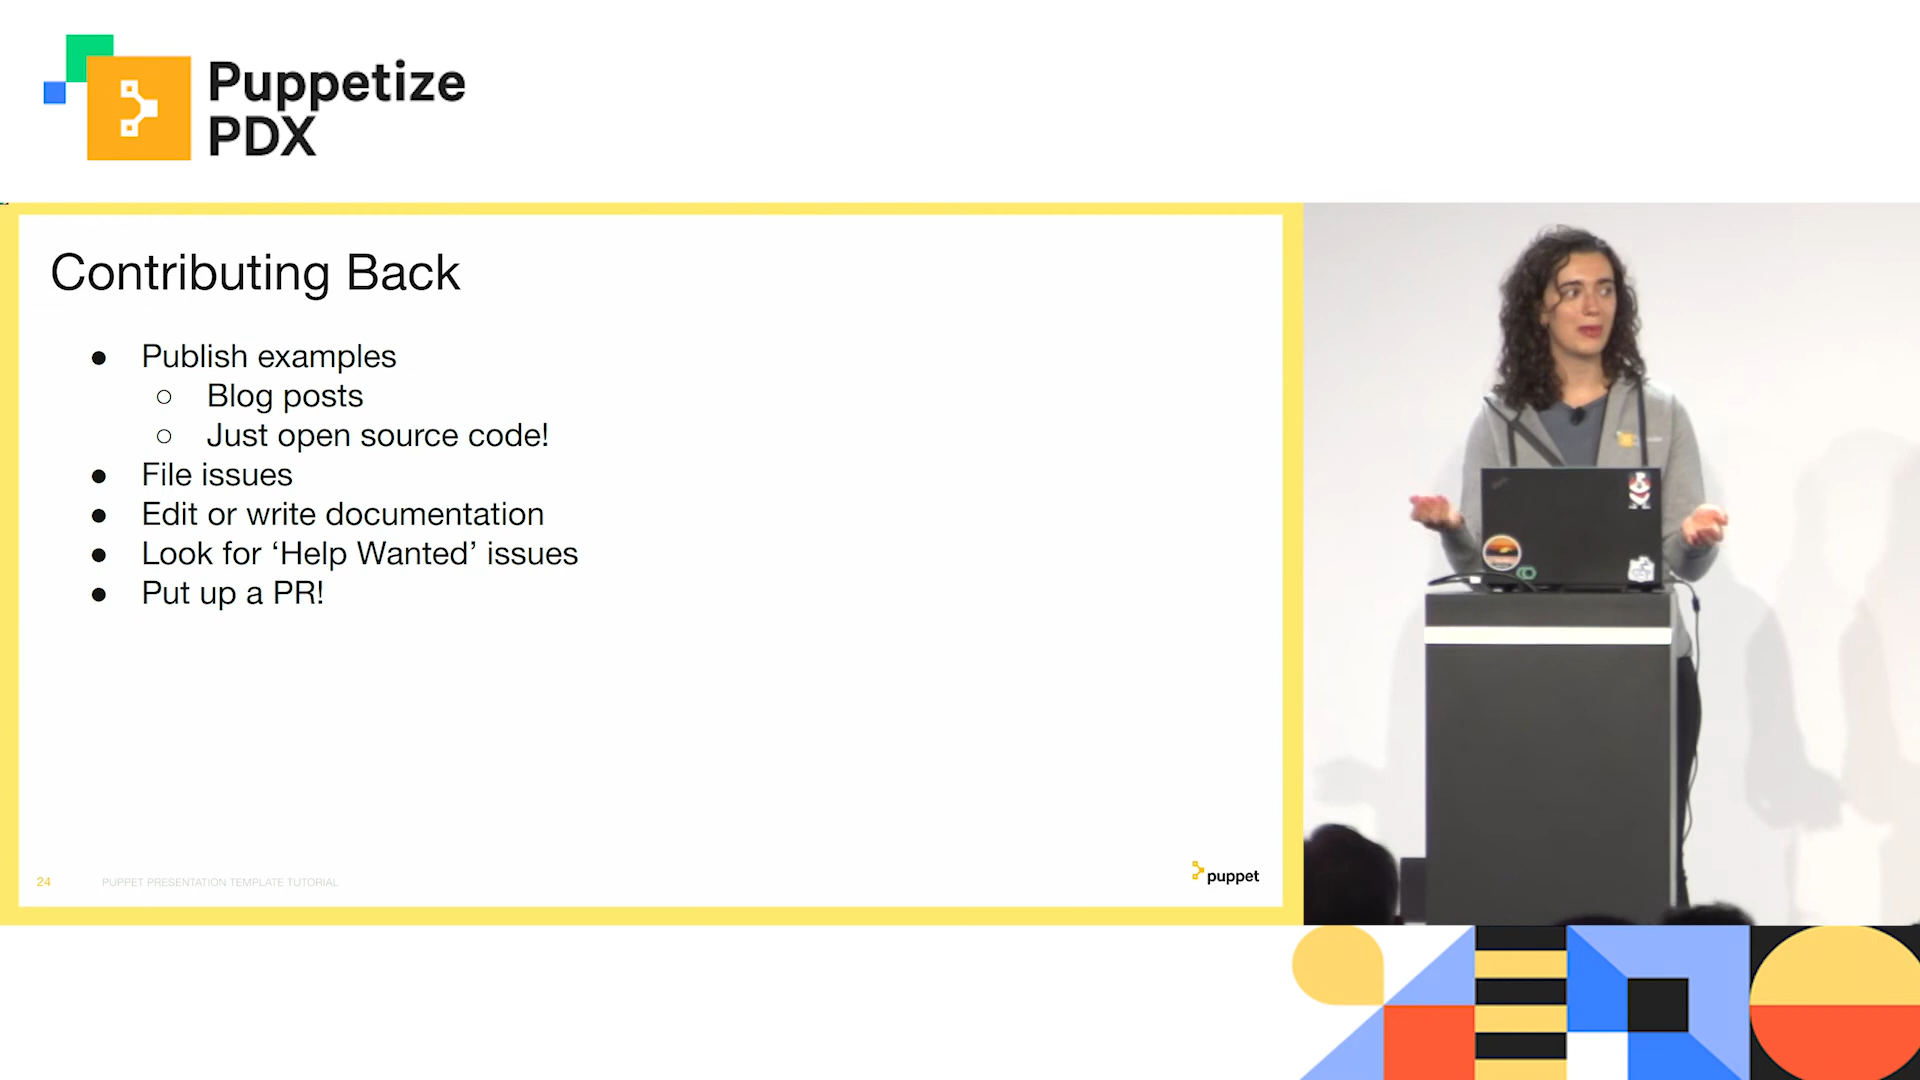 Puppetize
PDX
Contributing Back
● Publish examples
○ Blog posts
○ Just open source code!
● File issues
● Edit or write documentation
● Look for ‘Help Wanted’ issues
● Put up a PR!
24
PUPPET PRESENTATION TEMPLATE TUTORIAL
puppet